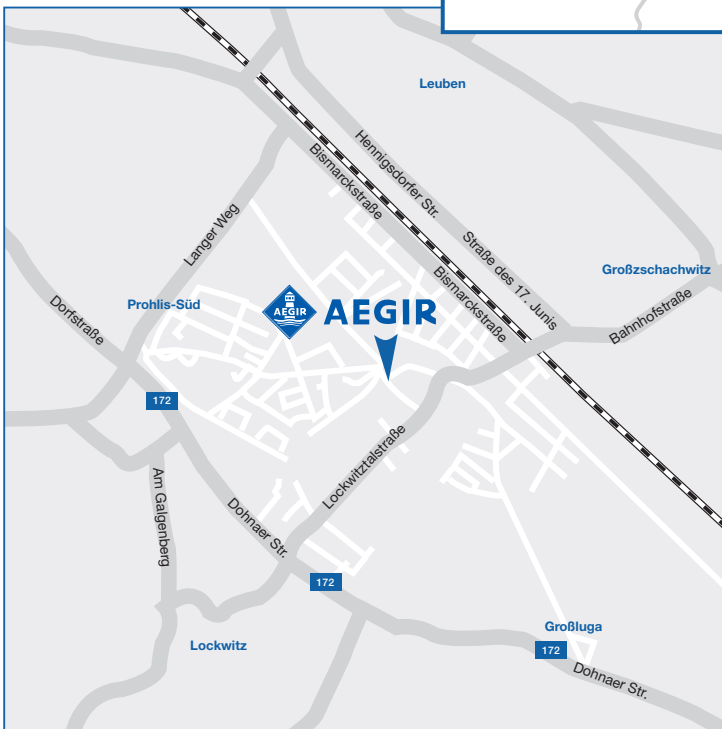 Leuben
Hennigsdorfer Str.
Bismarckstraße
Langer Weg
Straße des 17. Junis
Großzschachwitz
Bismarckstraße
Bahnhofstraße
Prohlis-Süd
AEGIR
AEGIR
Dorfstraße
172
Lockwitztalstraße
Am Galgenberg
Dohnaer Str.
172
Großluga
Lockwitz
172
Dohnaer Str.